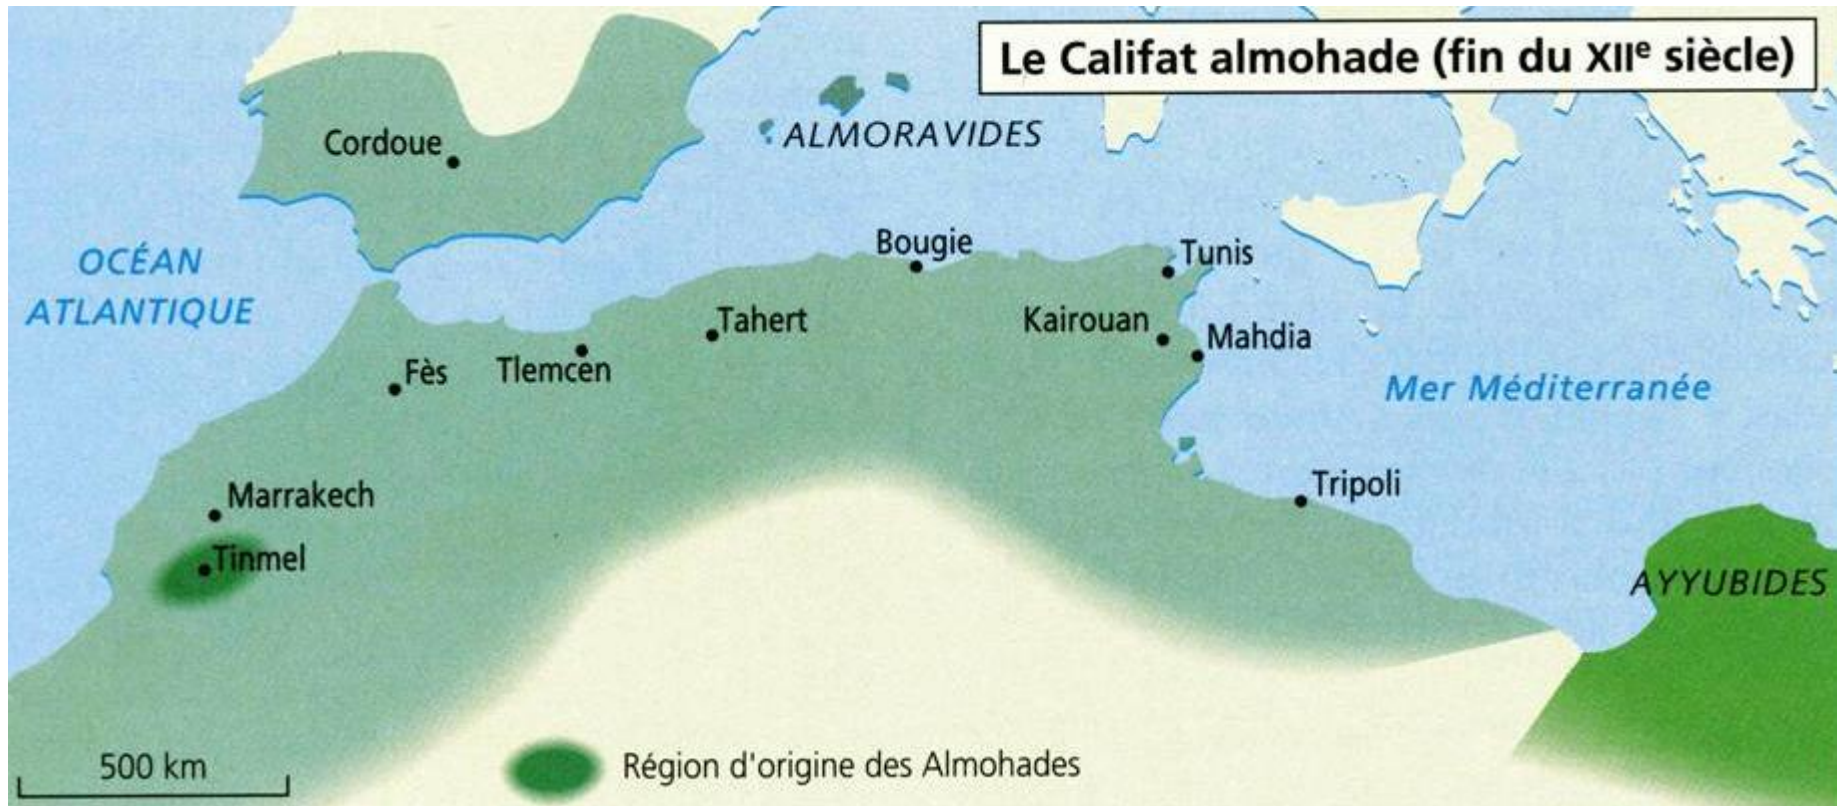 Le Califat almohade (fin du XIIe siècle)
Cordoue
ALMORAVIDES
OCÉAN
ATLANTIQUE
Bougie
Tunis
Tahert
Kairouan
Mahdia
Fès
Tlemcen
Mer Méditerranée
Marrakech
Tripoli
Tinmel
AYYUBIDES
500 km
Région d'origine des Almohades